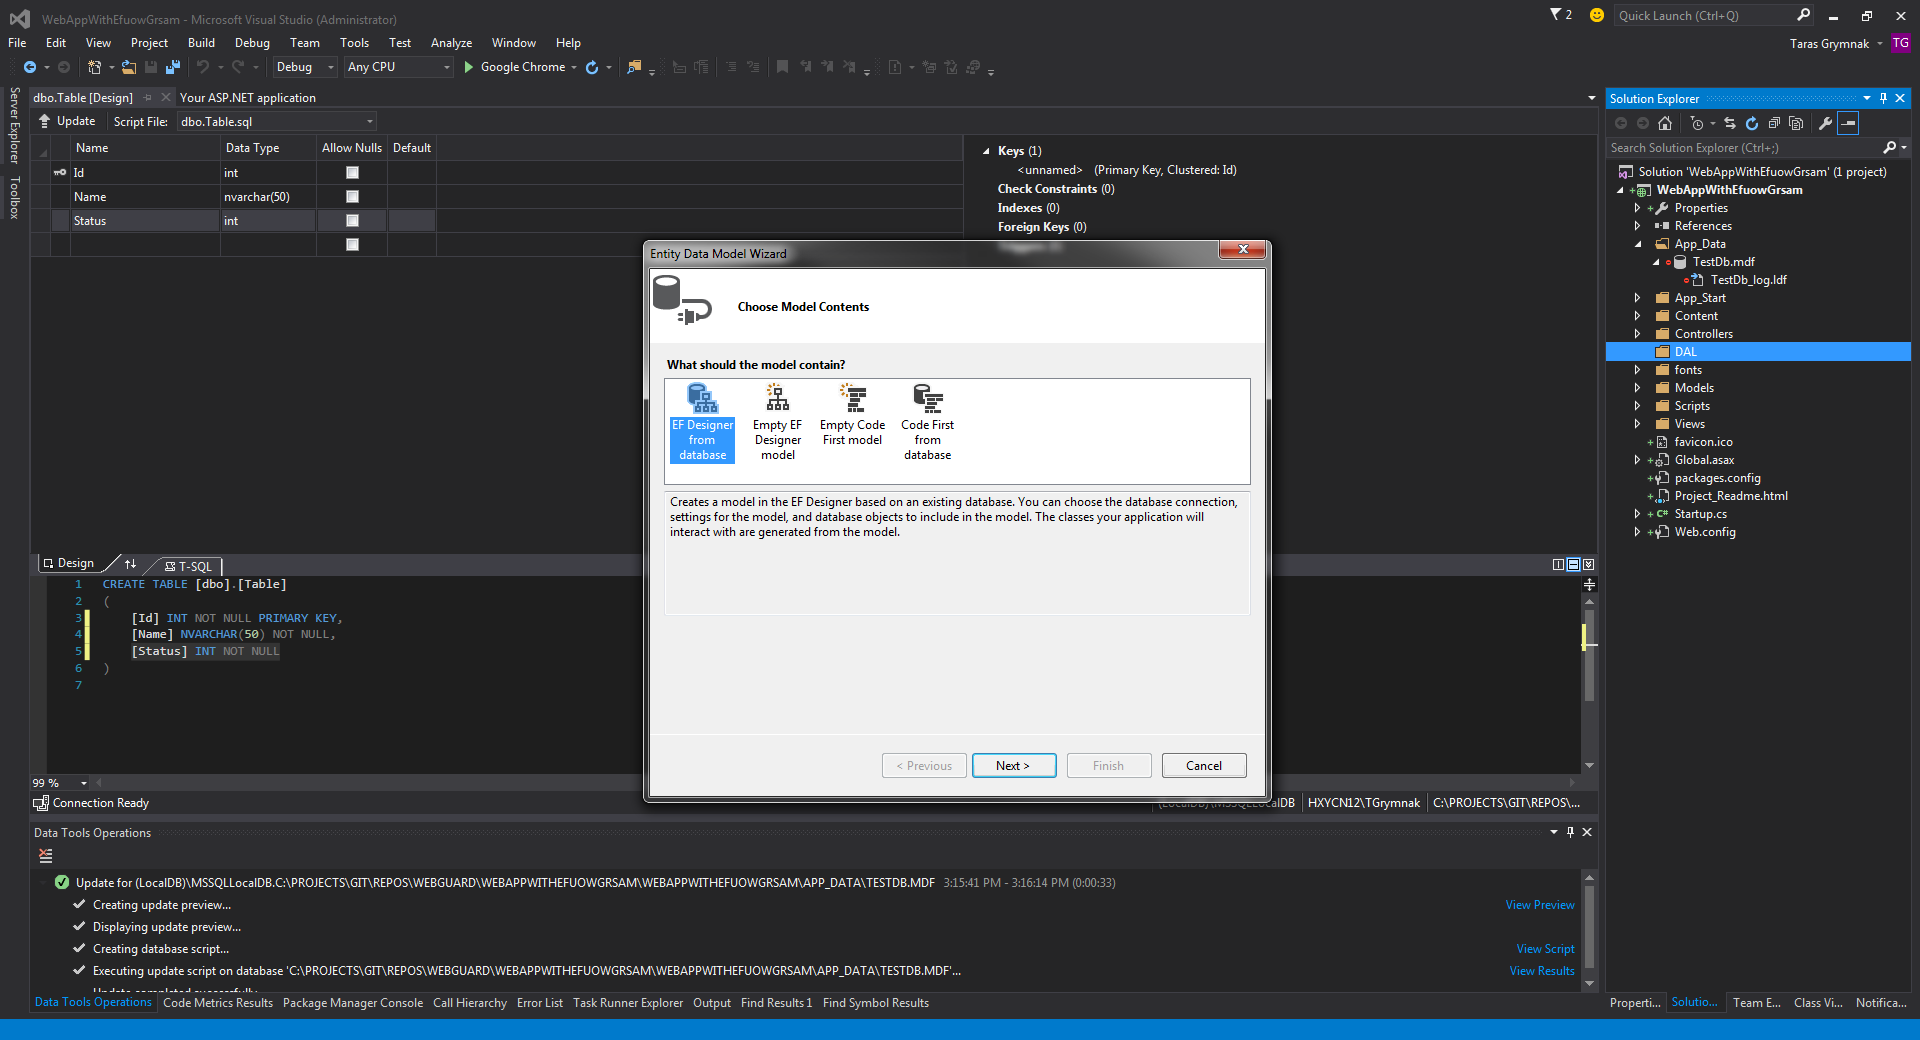 WebAppWithEfuowGrsam - Microsoft Visual Studio (Administrator)
2
Quick Launch (Ctrl+Q)
File Edit View Project Build Debug Team Tools Test Analyze Window Help
Taras Grymnak TG
Debug Any CPU Google Chrome
Server Explorer
Toolbox
dbo.Table [Design] Your ASP.NET application
Update Script File: dbo.Table.sql
Name Data Type Allow Nulls Default
Id int
Name nvarchar(50)
Status int
Keys (1)
<unnamed> (Primary Key, Clustered: Id)
Check Constraints (0)
Indexes (0)
Foreign Keys (0)
Entity Data Model Wizard
Choose Model Contents
What should the model contain?
EF Designer from database
Empty EF Designer model
Empty Code First model
Code First from database
Creates a model in the EF Designer based on an existing database. You can choose the database connection,
settings for the model, and database objects to include in the model. The classes your application will
interact with are generated from the model.
< Previous Next > Finish Cancel
Design T-SQL
1 CREATE TABLE [dbo].[Table]
2 (
3 [Id] INT NOT NULL PRIMARY KEY,
4 [Name] NVARCHAR(50) NOT NULL,
5 [Status] INT NOT NULL
6 )
7
99 %
Connection Ready
(LocalDB)\MSSQLLocalDB HXYCN12\TGrymnak C:\PROJECTS\GIT\REPOS\...
Data Tools Operations
Update for (LocalDB)\MSSQLLocalDB.C:\PROJECTS\GIT\REPOS\WEBGUARD\WEBAPPWITHEFUOWGRSAM\WEBAPPWITHEFUOWGRSAM\APP_DATA\TESTDB.MDF 3:15:41 PM - 3:16:14 PM (0:00:33)
Creating update preview... View Preview
Displaying update preview...
Creating database script... View Script
Executing update script on database 'C:\PROJECTS\GIT\REPOS\WEBGUARD\WEBAPPWITHEFUOWGRSAM\WEBAPPWITHEFUOWGRSAM\APP_DATA\TESTDB.MDF'... View Results
Data Tools Operations Code Metrics Results Package Manager Console Call Hierarchy Error List Task Runner Explorer Output Find Results 1 Find Symbol Results
Solution Explorer
Search Solution Explorer (Ctrl+;)
Solution 'WebAppWithEfuowGrsam' (1 project)
WebAppWithEfuowGrsam
Properties
References
App_Data
TestDb.mdf
TestDb_log.ldf
App_Start
Content
Controllers
DAL
fonts
Models
Scripts
Views
favicon.ico
Global.asax
packages.config
Project_Readme.html
Startup.cs
Web.config
Properti... Solutio... Team E... Class Vi... Notifica...